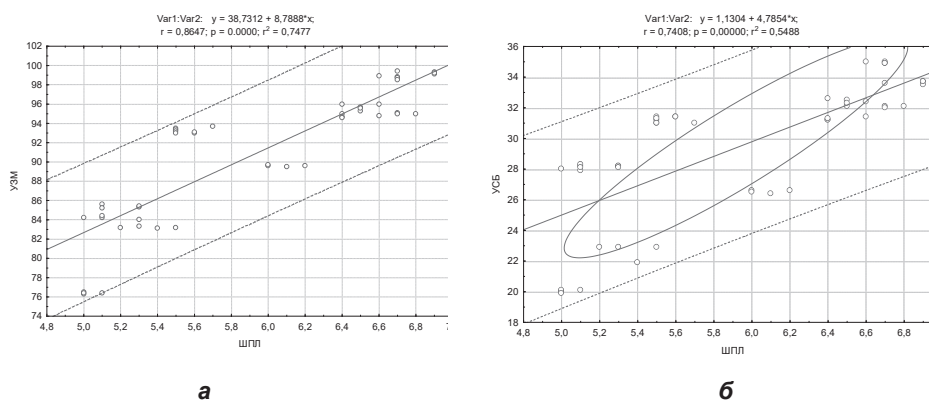 Var1:Var2: y = 38,7312 + 8,7888*x;
r = 0,8647; p = 0.0000; r² = 0,7477
102
100
98
96
94
92
90
88
86
84
82
80
78
76
74
УЗМ
4,8 5,0 5,2 5,4 5,6 5,8 6,0 6,2 6,4 6,6 6,8 7
ШПЛ
а
Var1:Var2: y = 1,1304 + 4,7854*x;
r = 0,7408; p = 0,00000; r² = 0,5488
36
34
32
30
28
26
24
22
20
18
УСБ
4,8 5,0 5,2 5,4 5,6 5,8 6,0 6,2 6,4 6,6 6,8
ШПЛ
б